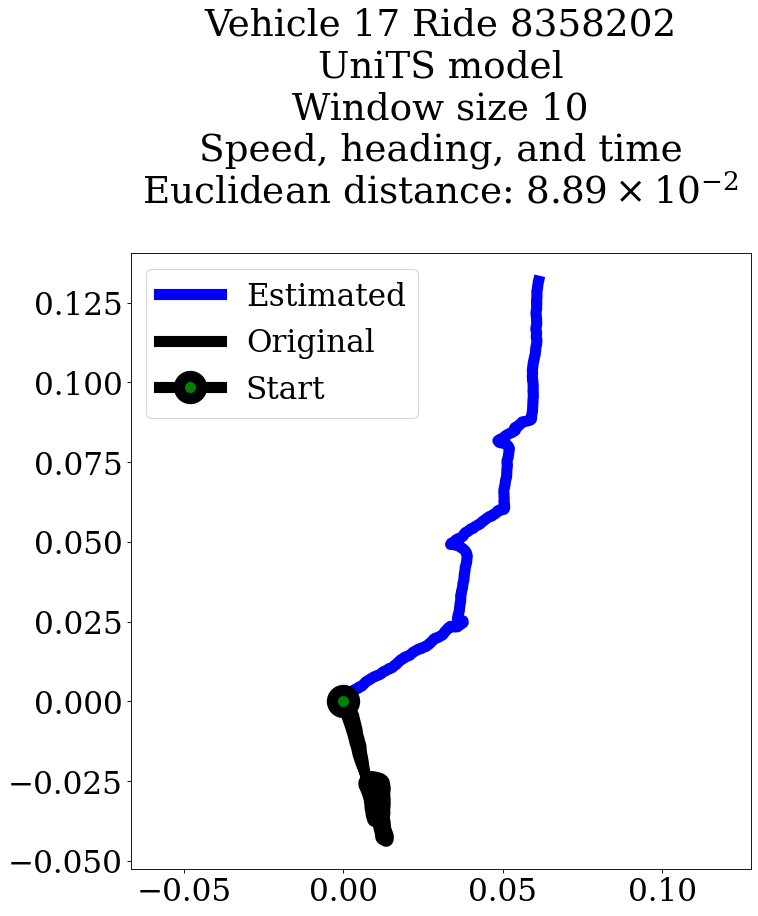 Vehicle 17 Ride 8358202
UniTS model
Window size 10
Speed, heading, and time
Euclidean distance: 8.89 × 10⁻²
Estimated
Original
Start
0.125
0.100
0.075
0.050
0.025
0.000
−0.025
−0.050
−0.05 0.00 0.05 0.10